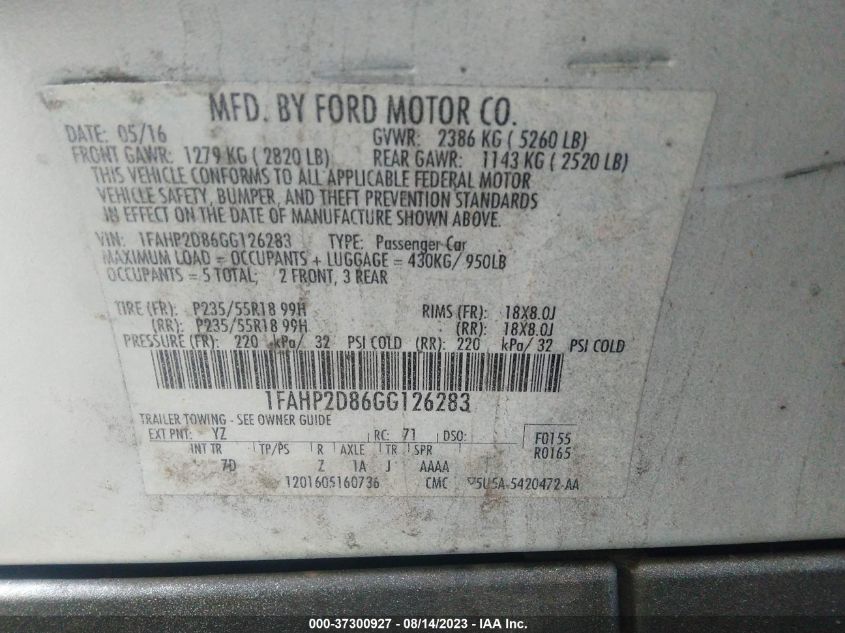 MFD. BY FORD MOTOR CO.
DATE: 05/16 GVWR: 2386 KG ( 5260 LB)
FRONT GAWR: 1279 KG ( 2820 LB) REAR GAWR: 1143 KG ( 2520 LB)
THIS VEHICLE CONFORMS TO ALL APPLICABLE FEDERAL MOTOR
VEHICLE SAFETY, BUMPER, AND THEFT PREVENTION STANDARDS
IN EFFECT ON THE DATE OF MANUFACTURE SHOWN ABOVE.
VIN: 1FAHP2D86GG126283 TYPE: Passenger Car
MAXIMUM LOAD = OCCUPANTS + LUGGAGE = 430KG/ 950LB
OCCUPANTS = 5 TOTAL; 2 FRONT, 3 REAR
TIRE (FR): P235/55R18 99H RIMS (FR): 18X8.0J
(RR): P235/55R18 99H (RR): 18X8.0J
PRESSURE (FR): 220 kPa/ 32 PSI COLD (RR): 220 kPa/ 32 PSI COLD
1FAHP2D86GG126283
TRAILER TOWING - SEE OWNER GUIDE
EXT PNT: YZ RC: 71 DSO: F0155
INT TR TP/PS R AXLE TR SPR R0165
7D Z 1A J AAAA
1201605160736 CMC 5U5A-5420472-AA
000-37300927 - 08/14/2023 - Copart USA Inc.